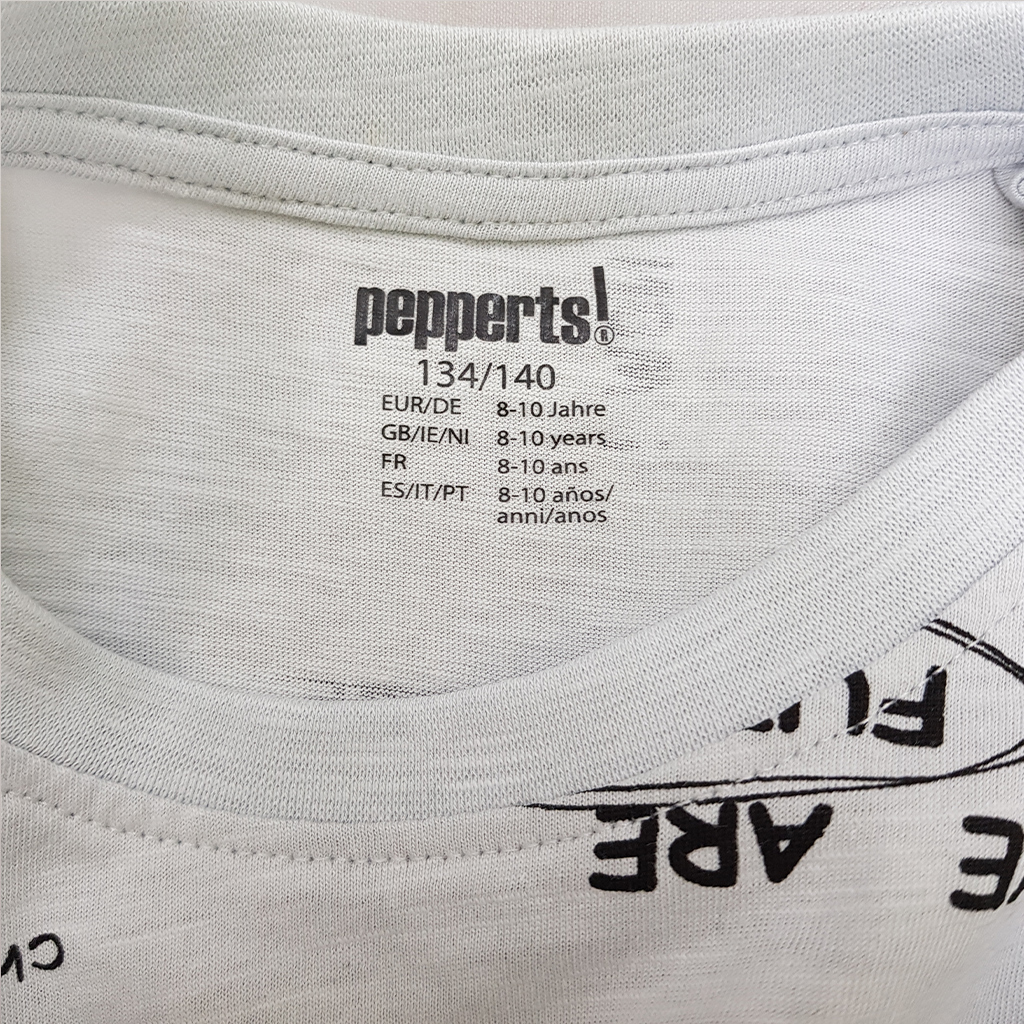 pepperts!®
134/140
EUR/DE 8-10 Jahre
GB/IE/NI 8-10 years
FR 8-10 ans
ES/IT/PT 8-10 años/
anni/anos
ARE